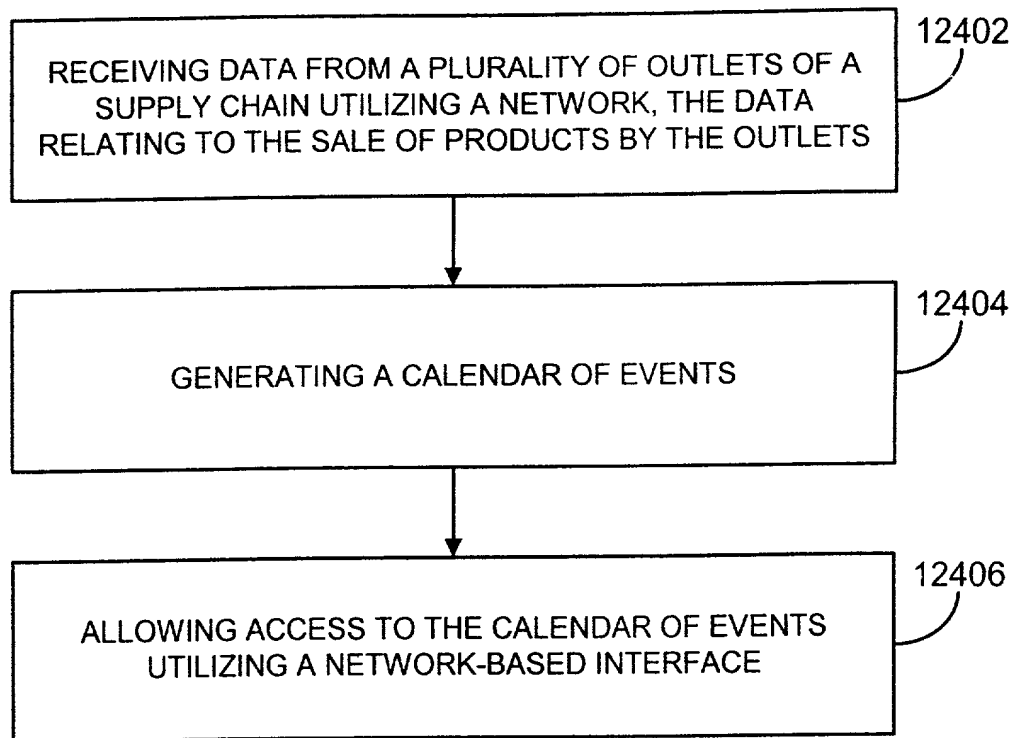 12402
RECEIVING DATA FROM A PLURALITY OF OUTLETS OF A
SUPPLY CHAIN UTILIZING A NETWORK, THE DATA
RELATING TO THE SALE OF PRODUCTS BY THE OUTLETS
12404
GENERATING A CALENDAR OF EVENTS
12406
ALLOWING ACCESS TO THE CALENDAR OF EVENTS
UTILIZING A NETWORK-BASED INTERFACE